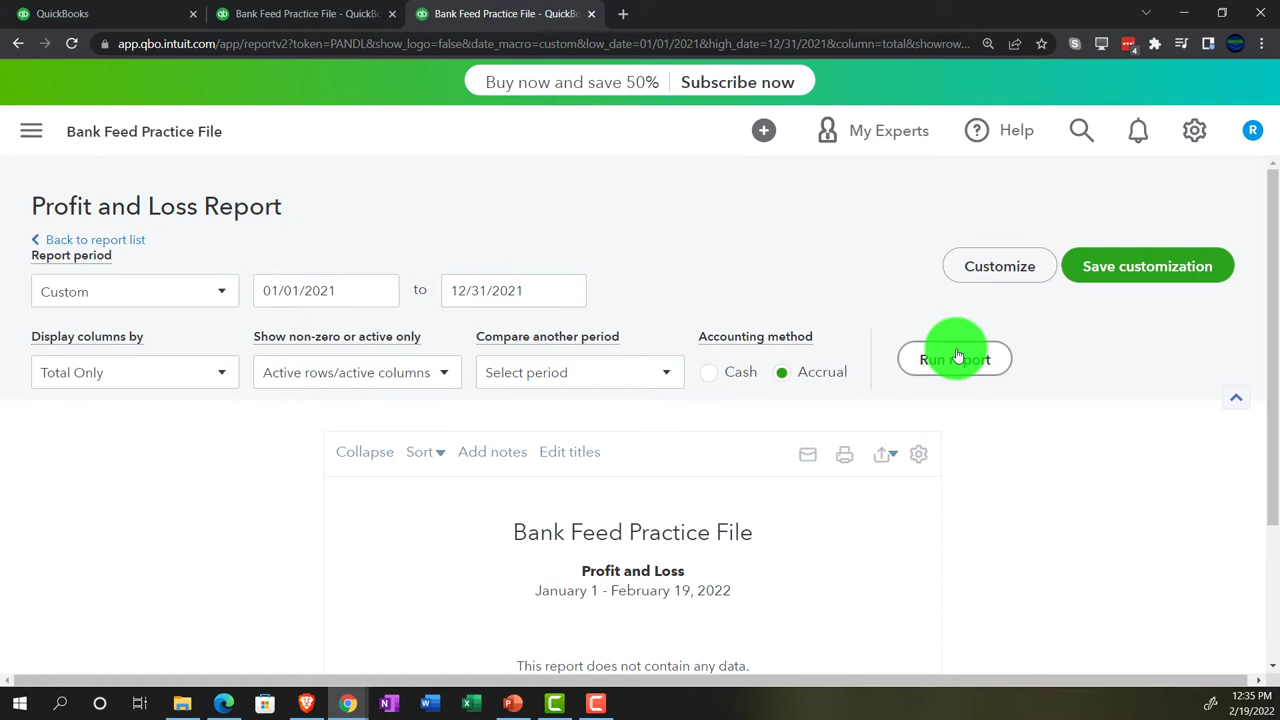 QuickBooks
Bank Feed Practice File - QuickBo
Bank Feed Practice File - QuickBo
app.qbo.intuit.com/app/reportv2?token=PANDL&show_logo=false&date_macro=custom&low_date=01/01/2021&high_date=12/31/2021&column=total&showrow...
4
Buy now and save 50% Subscribe now
Bank Feed Practice File
My Experts Help R
Profit and Loss Report
Back to report list
Report period
Customize Save customization
Custom 01/01/2021 to 12/31/2021
Display columns by Show non-zero or active only Compare another period Accounting method
Total Only Active rows/active columns Select period Cash Accrual Run report
Collapse Sort Add notes Edit titles
Bank Feed Practice File
Profit and Loss
January 1 - February 19, 2022
This report does not contain any data.
12:35 PM
2/19/2022